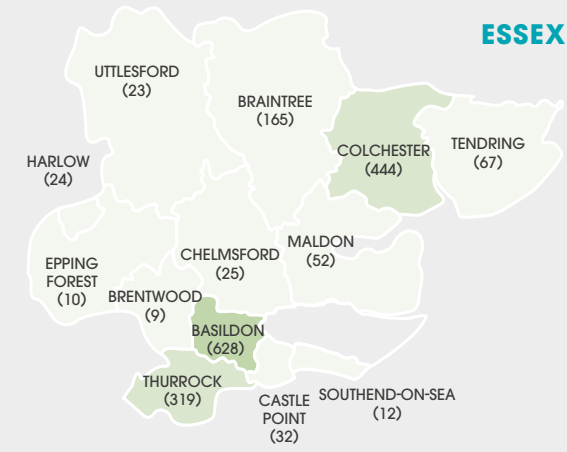 ESSEX
UTTLESFORD
(23)
BRAINTREE
(165)
COLCHESTER
(444)
TENDRING
(67)
HARLOW
(24)
EPPING
FOREST
(10)
CHELMSFORD
(25)
MALDON
(52)
BRENTWOOD
(9)
BASILDON
(628)
THURROCK
(319)
CASTLE
POINT
(32)
SOUTHEND-ON-SEA
(12)